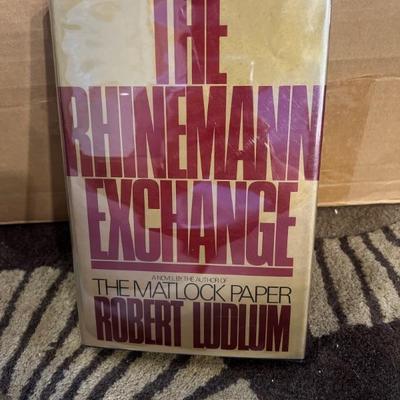 THE
RHINEMANN
EXCHANGE
A NOVEL BY THE AUTHOR OF
THE MATLOCK PAPER
ROBERT LUDLUM